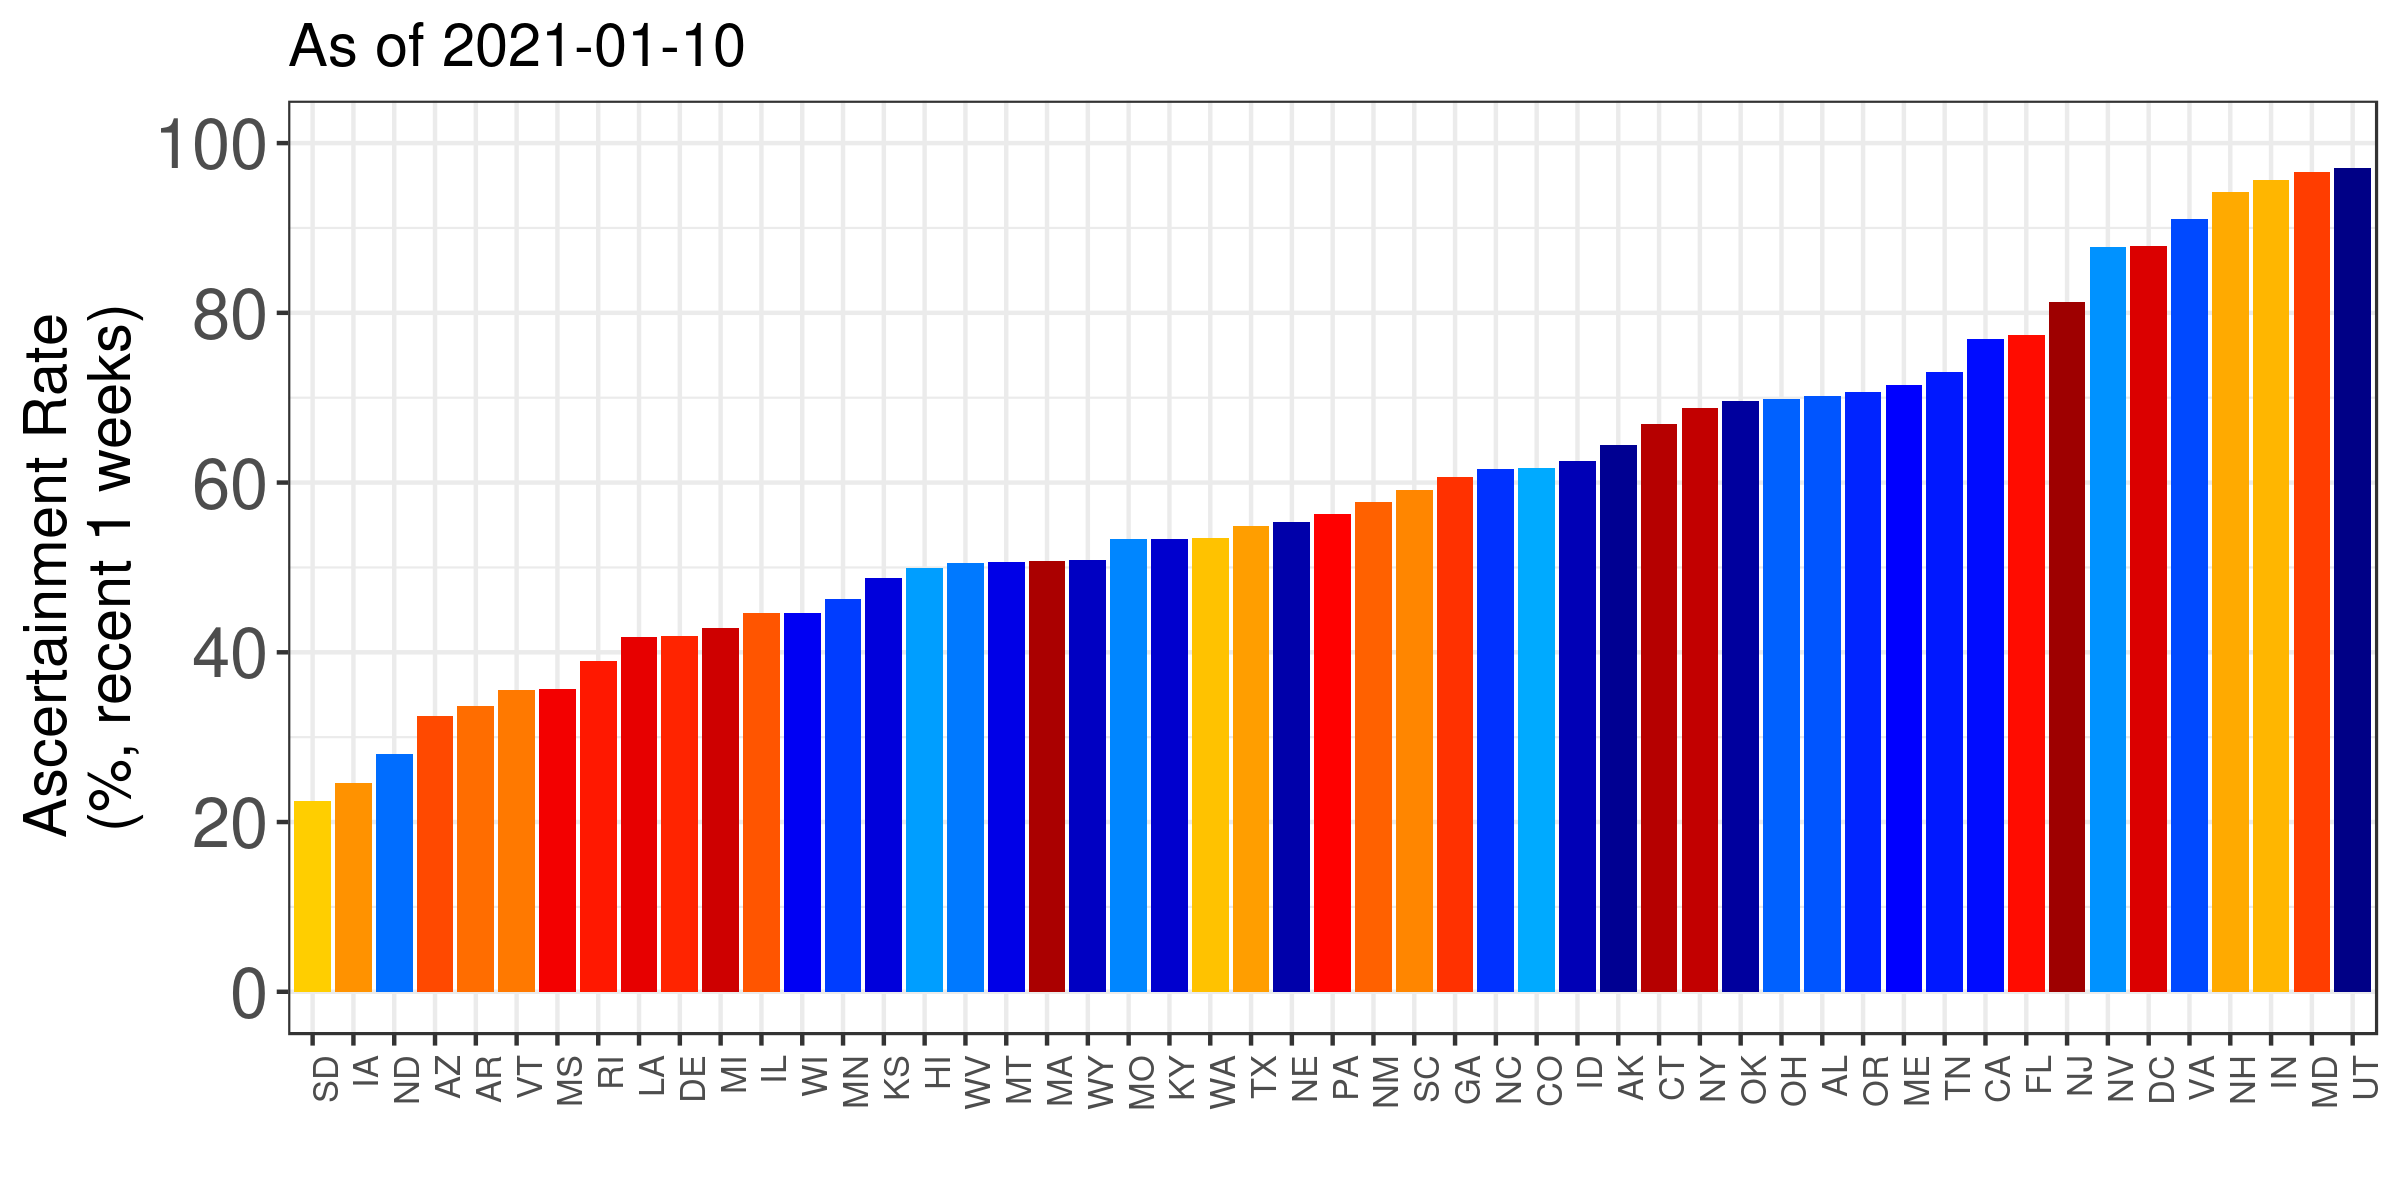 As of 2021-01-10
Ascertainment Rate
(%, recent 1 weeks)
100
80
60
40
20
0
SD IA ND AZ AR VT MS RI LA DE MI IL WI MN KS HI WV MT MA WY MO KY WA TX NE PA NM SC GA NC CO ID AK CT NY OK OH AL OR ME TN CA FL NJ NV DC VA NH IN MD UT